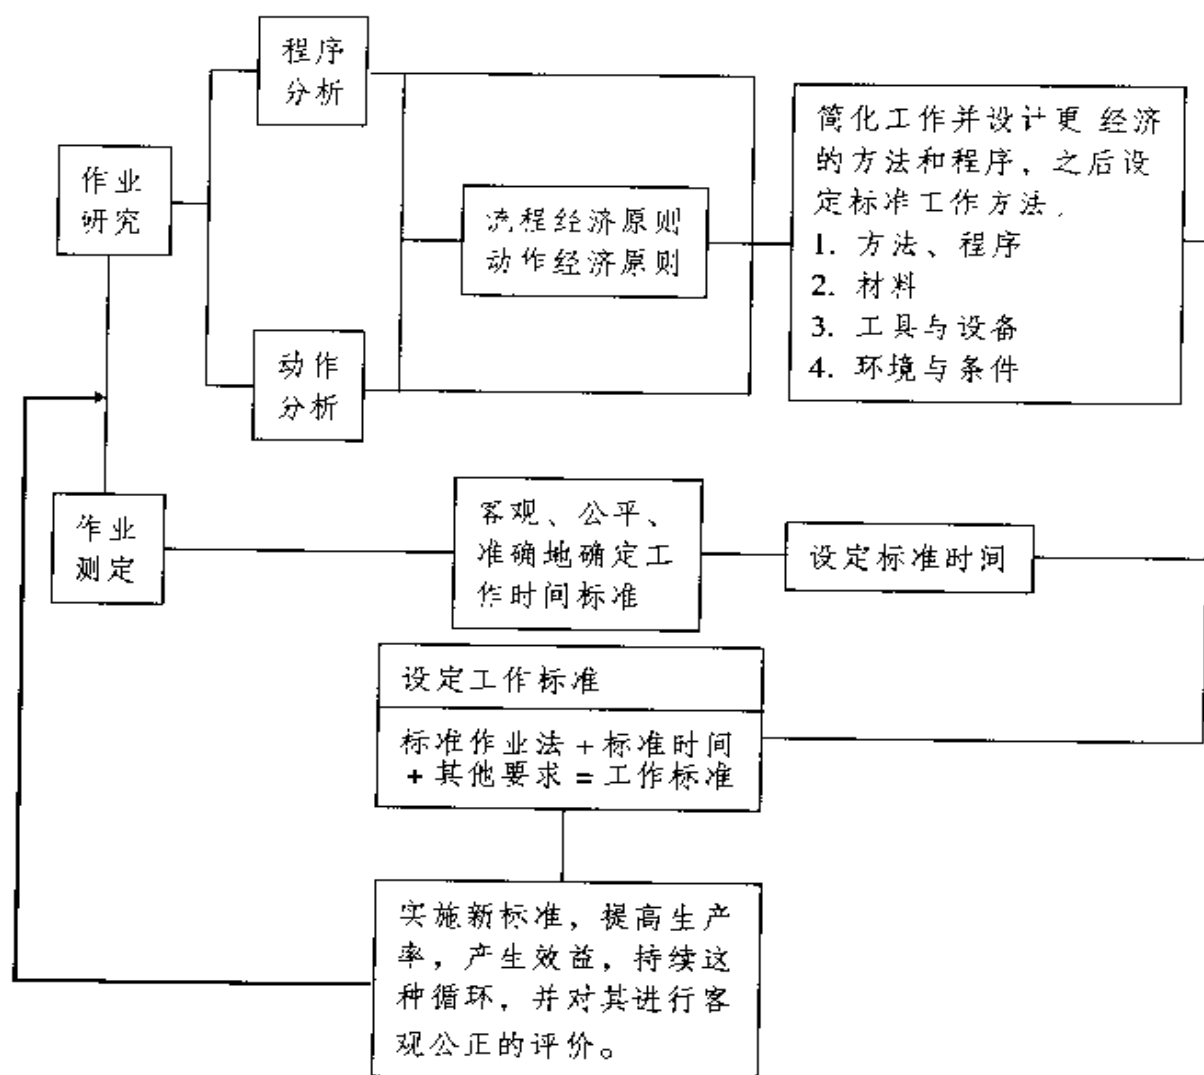 程序
分析
作业
研究
流程经济原则
动作经济原则
简化工作并设计更经济
的方法和程序，之后设
定标准工作方法。
1. 方法、程序
2. 材料
3. 工具与设备
4. 环境与条件
动作
分析
作业
测定
客观、公平、
准确地确定工
作时间标准
设定标准时间
设定工作标准
标准作业法 + 标准时间
+ 其他要求 = 工作标准
实施新标准，提高生产
率，产生效益，持续这
种循环，并对其进行客
观公正的评价。